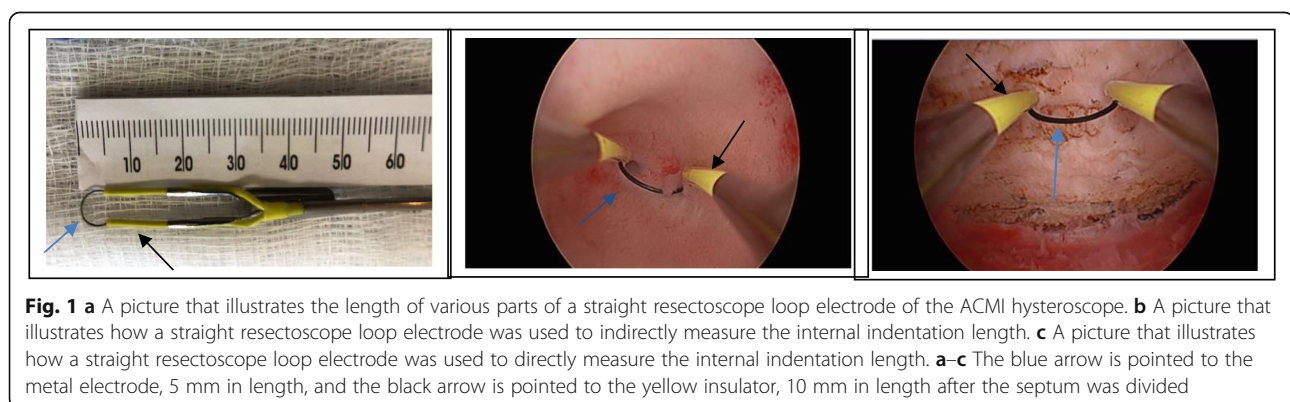 10 20 30 40 50 60
Fig. 1 a A picture that illustrates the length of various parts of a straight resectoscope loop electrode of the ACMI hysteroscope. b A picture that
illustrates how a straight resectoscope loop electrode was used to indirectly measure the internal indentation length. c A picture that illustrates
how a straight resectoscope loop electrode was used to directly measure the internal indentation length. a–c The blue arrow is pointed to the
metal electrode, 5 mm in length, and the black arrow is pointed to the yellow insulator, 10 mm in length after the septum was divided